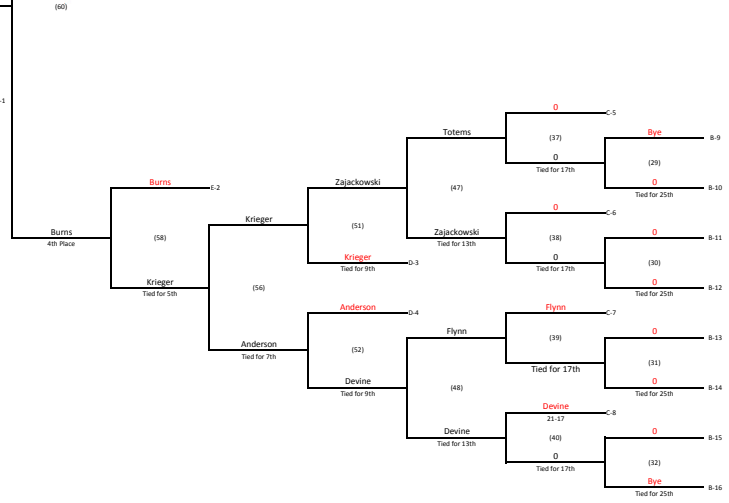 (60)
-1
0
C-5
Totems
Bye
B-9
(37)
0
(29)
Tied for 17th
Burns
E-2
Zajackowski
(47)
0
B-10
Tied for 25th
Krieger
0
C-6
(51)
Burns
4th Place
(58)
Zajackowski
Tied for 13th
(38)
0
B-11
Krieger
D-3
Tied for 9th
0
Tied for 17th
(30)
Krieger
Tied for 5th
(56)
0
B-12
Tied for 25th
Anderson
D-4
Flynn
C-7
Flynn
(39)
0
B-13
Anderson
Tied for 7th
(52)
Tied for 17th
(31)
Devine
Tied for 9th
(48)
0
B-14
Tied for 25th
Devine
C-8
21-17
Devine
Tied for 13th
(40)
0
B-15
0
Tied for 17th
(32)
Bye
B-16
Tied for 25th